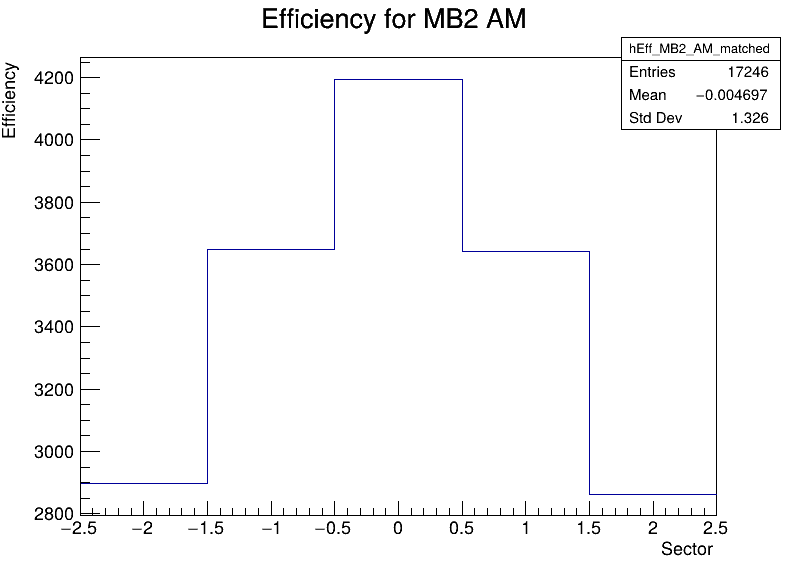 Efficiency for MB2 AM
hEff_MB2_AM_matched
Entries 17246
Mean −0.004697
Std Dev 1.326
Efficiency
4200
4000
3800
3600
3400
3200
3000
2800
−2.5 −2 −1.5 −1 −0.5 0 0.5 1 1.5 2 2.5
Sector